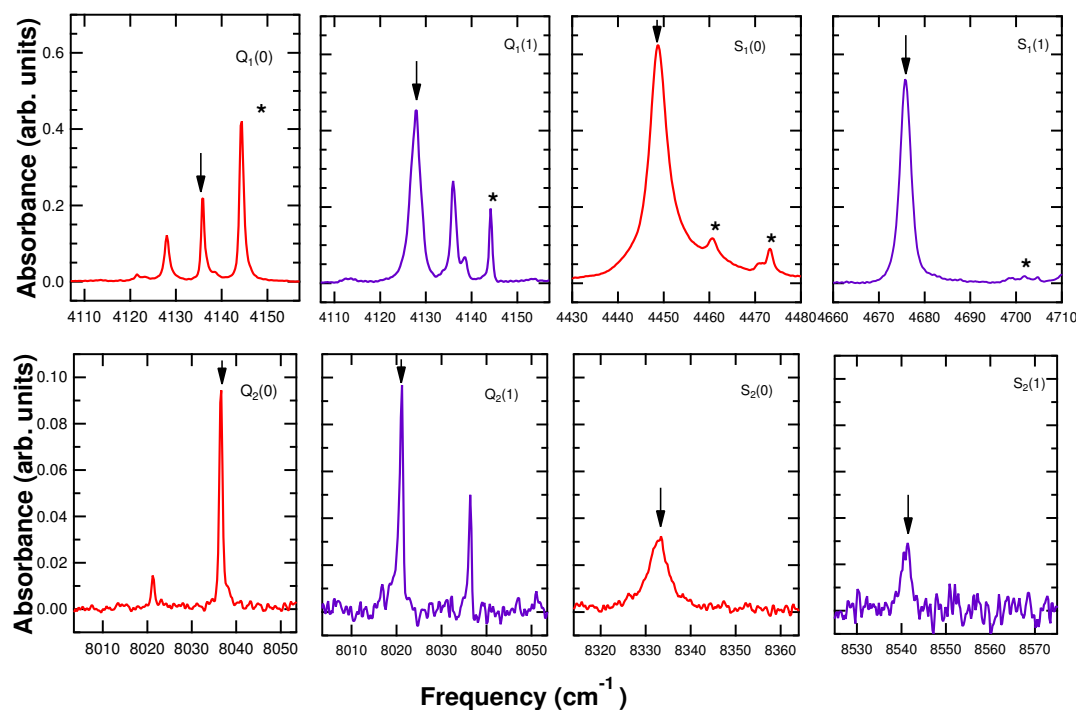 Absorbance (arb. units)
0.6
0.4
0.2
0.0
Q1(0)
*
4110 4120 4130 4140 4150
Q1(1)
*
4110 4120 4130 4140 4150
S1(0)
*
*
4430 4440 4450 4460 4470 4480
S1(1)
*
4660 4670 4680 4690 4700 4710
Absorbance (arb. units)
0.10
0.08
0.06
0.04
0.02
0.00
Q2(0)
8010 8020 8030 8040 8050
Q2(1)
8010 8020 8030 8040 8050
S2(0)
8320 8330 8340 8350 8360
S2(1)
8530 8540 8550 8560 8570
Frequency (cm-1)